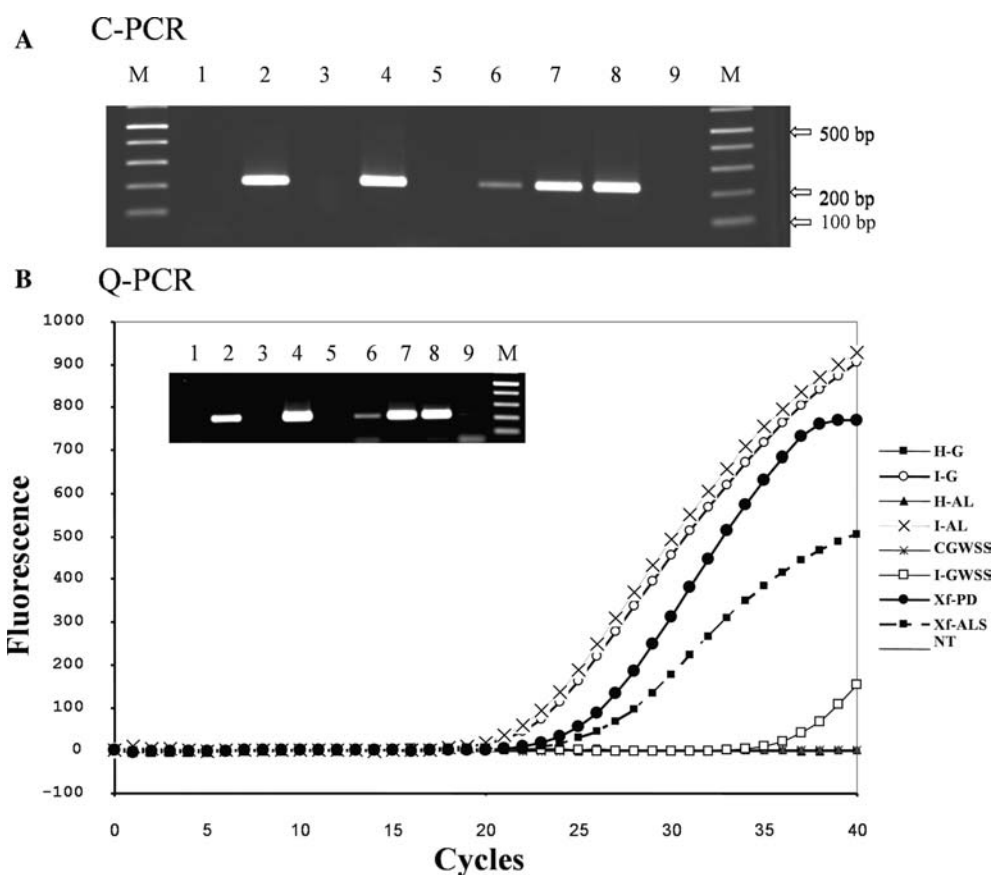 A C-PCR
M 1 2 3 4 5 6 7 8 9 M
500 bp
200 bp
100 bp
B Q-PCR
1000
900
800
700
600
500
400
300
200
100
0
-100
1 2 3 4 5 6 7 8 9 M
Fluorescence
H-G
I-G
H-AL
I-AL
CGWSS
I-GWSS
Xf-PD
Xf-ALS
NT
0 5 10 15 20 25 30 35 40
Cycles